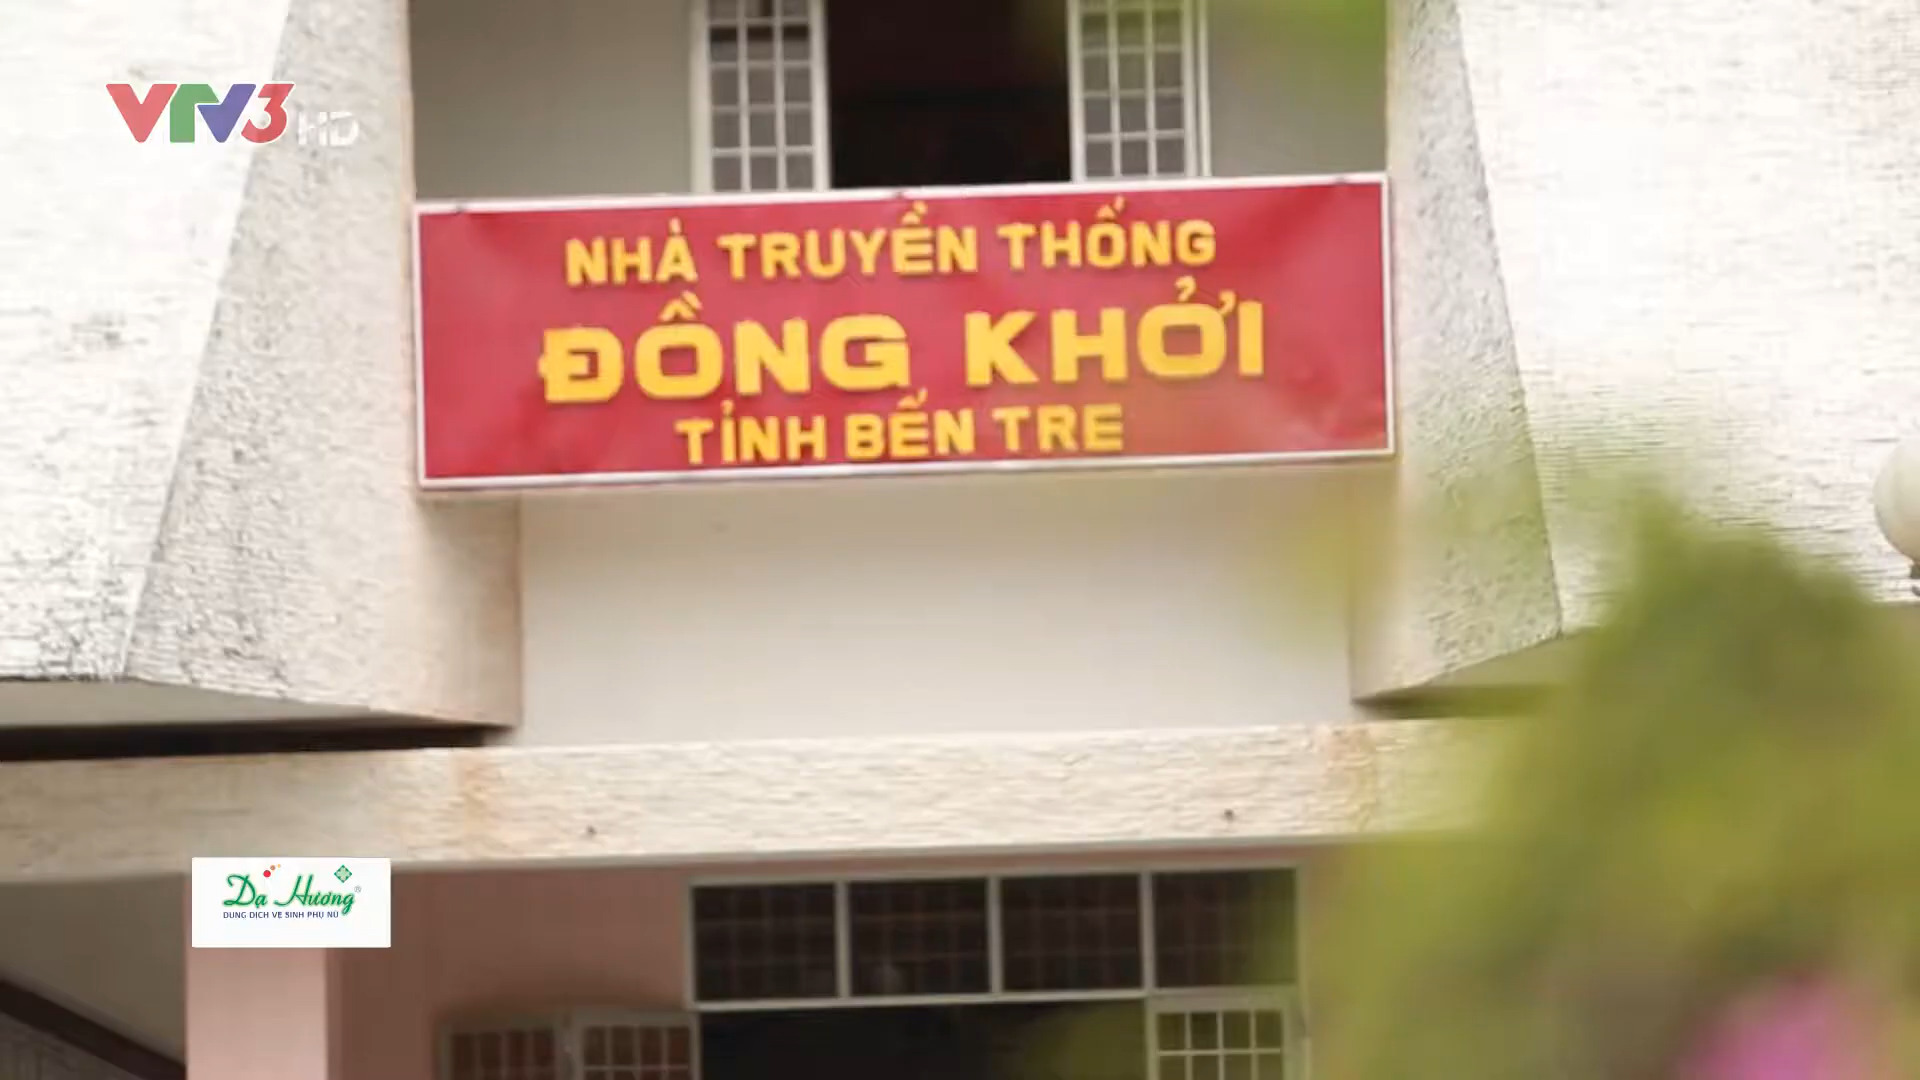 VTV3 HD
NHÀ TRUYỀN THỐNG
ĐỒNG KHỞI
TỈNH BẾN TRE
Dạ Hương®
DUNG DỊCH VỆ SINH PHỤ NỮ